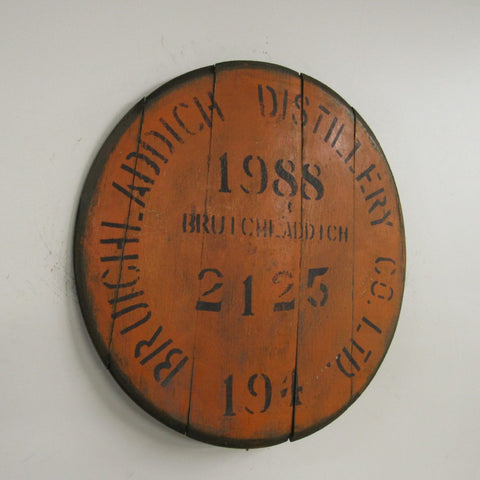 BRUICHLADDICH DISTILLERY CO. LTD.
1988
BRUICHLADDICH
2125
194